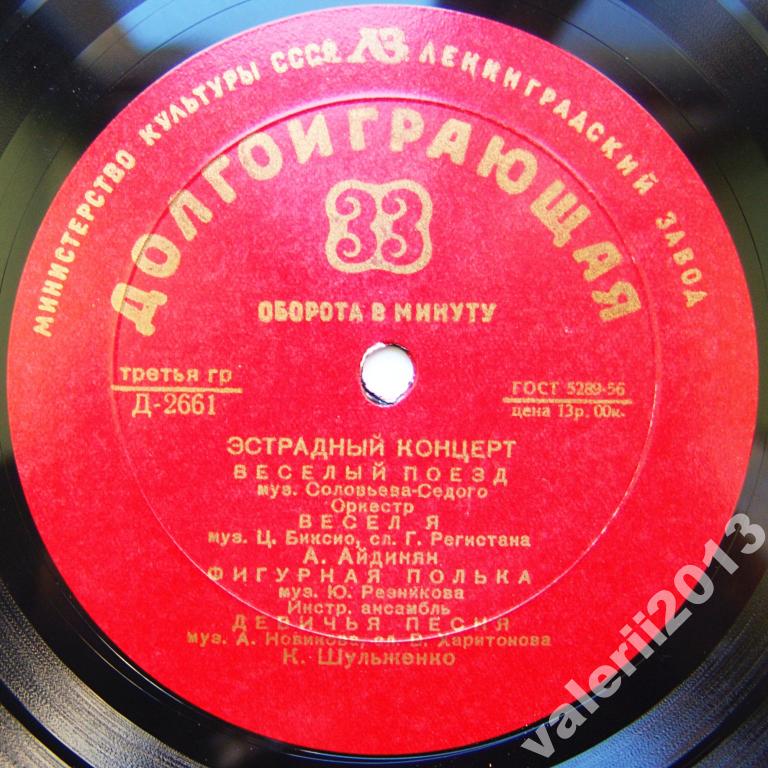 МИНИСТЕРСТВО КУЛЬТУРЫ СССР ЛЗ ЛЕНИНГРАДСКИЙ ЗАВОД
ДОЛГОИГРАЮЩАЯ
33
ОБОРОТА В МИНУТУ
третья гр
Д-2661
ГОСТ 5289-56
цена 13р. 00к.
ЭСТРАДНЫЙ КОНЦЕРТ
ВЕСЕЛЫЙ ПОЕЗД
муз. Соловьева-Седого
Оркестр
ВЕСЕЛ Я
муз. Ц. Биксио, сл. Г. Регистана
А. Айдинян
ФИГУРНАЯ ПОЛЬКА
муз. Ю. Резникова
Инстр. ансамбль
ДЕВИЧЬЯ ПЕСНЯ
муз. А. Новикова, сл. В. Харитонова
К. Шульженко
valerii2013